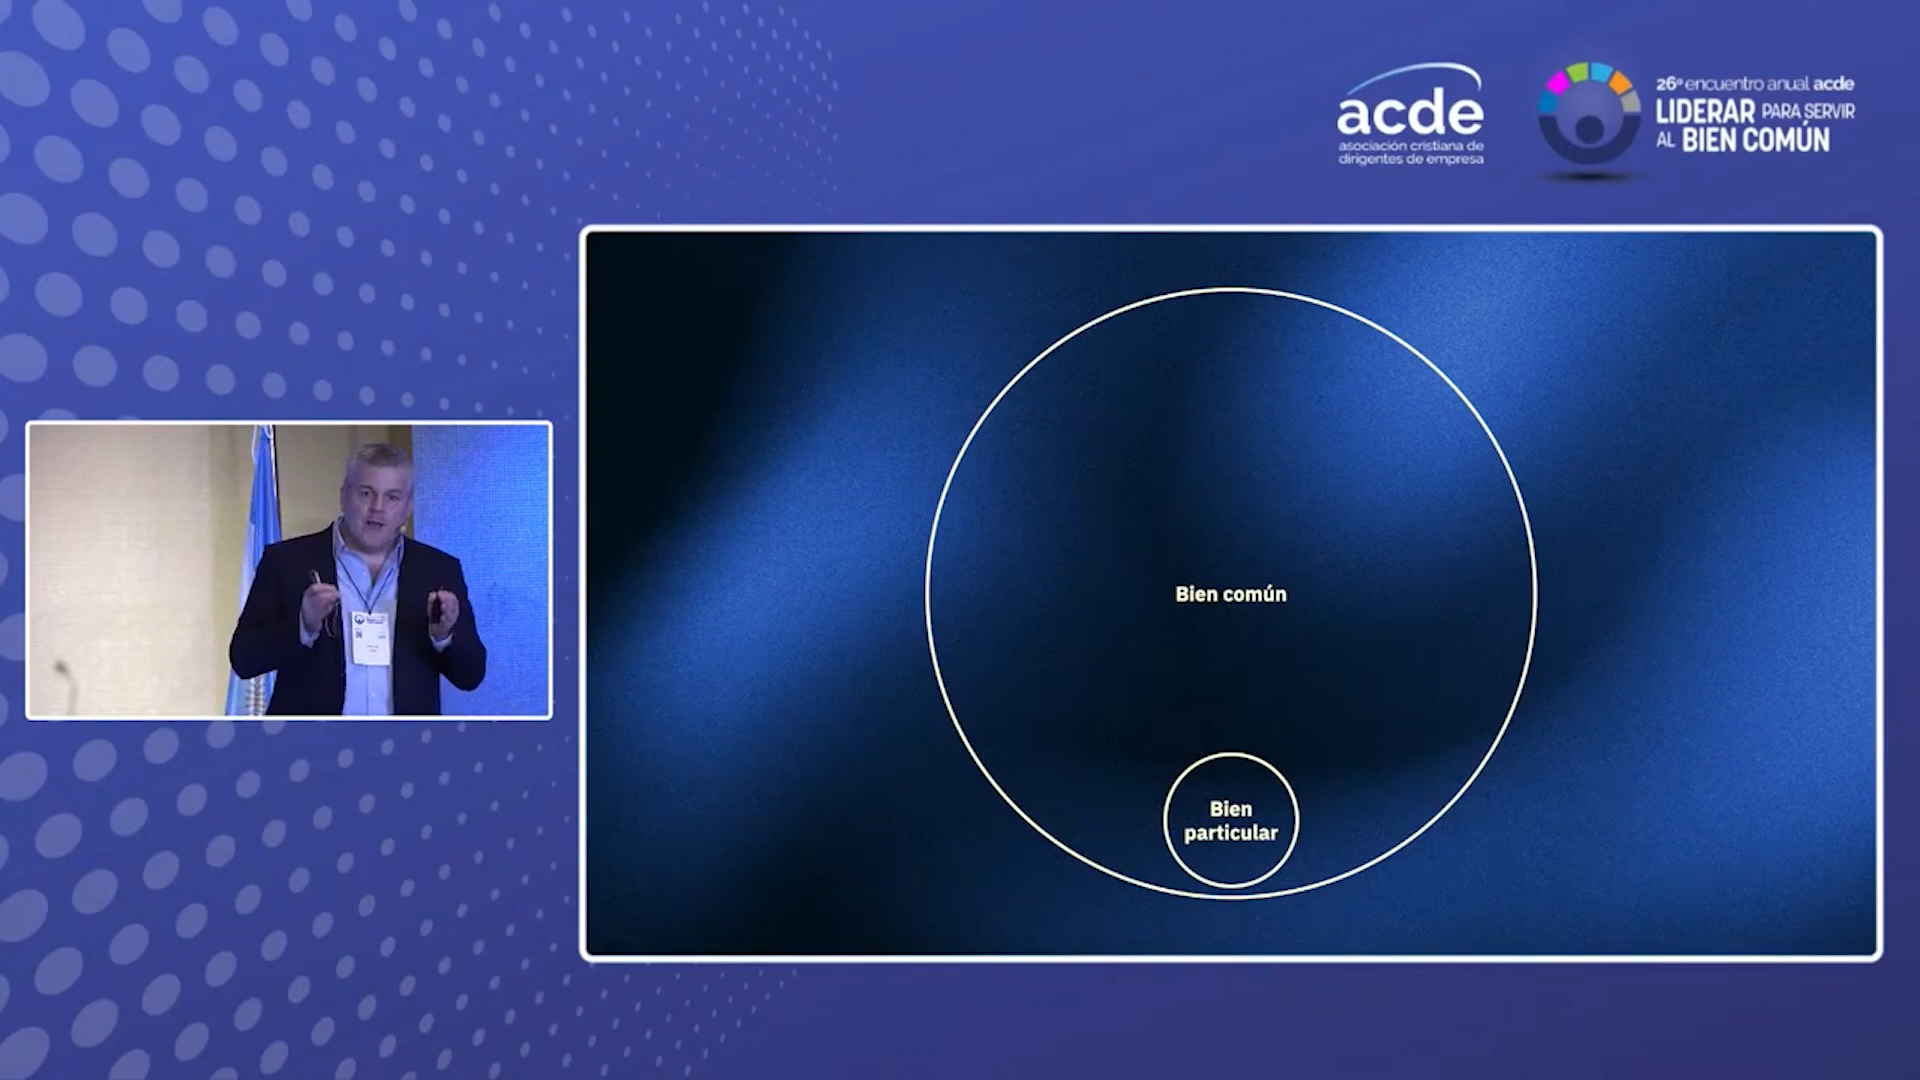 acde
asociación cristiana de
dirigentes de empresa
26º encuentro anual acde
LIDERAR PARA SERVIR
AL BIEN COMÚN
Bien común
Bien
particular